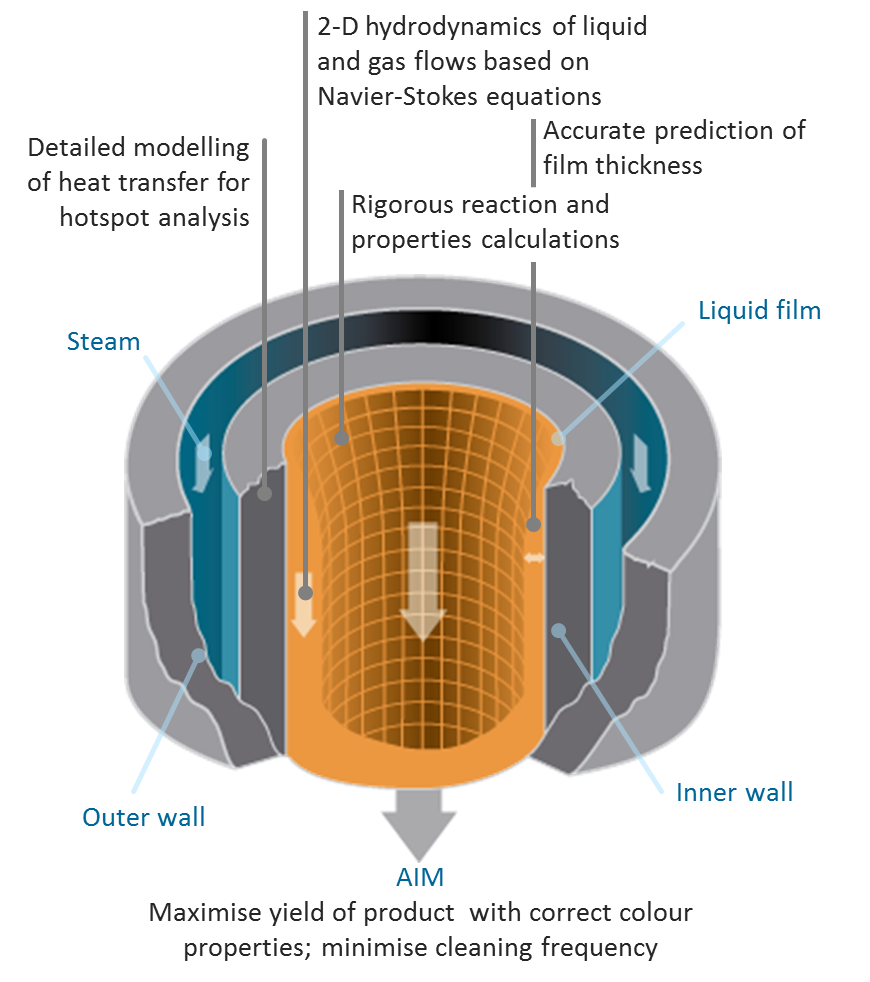 2-D hydrodynamics of liquid
and gas flows based on
Navier-Stokes equations
Accurate prediction of
film thickness
Detailed modelling
of heat transfer for
hotspot analysis
Rigorous reaction and
properties calculations
Liquid film
Steam
Inner wall
Outer wall
AIM
Maximise yield of product with correct colour
properties; minimise cleaning frequency